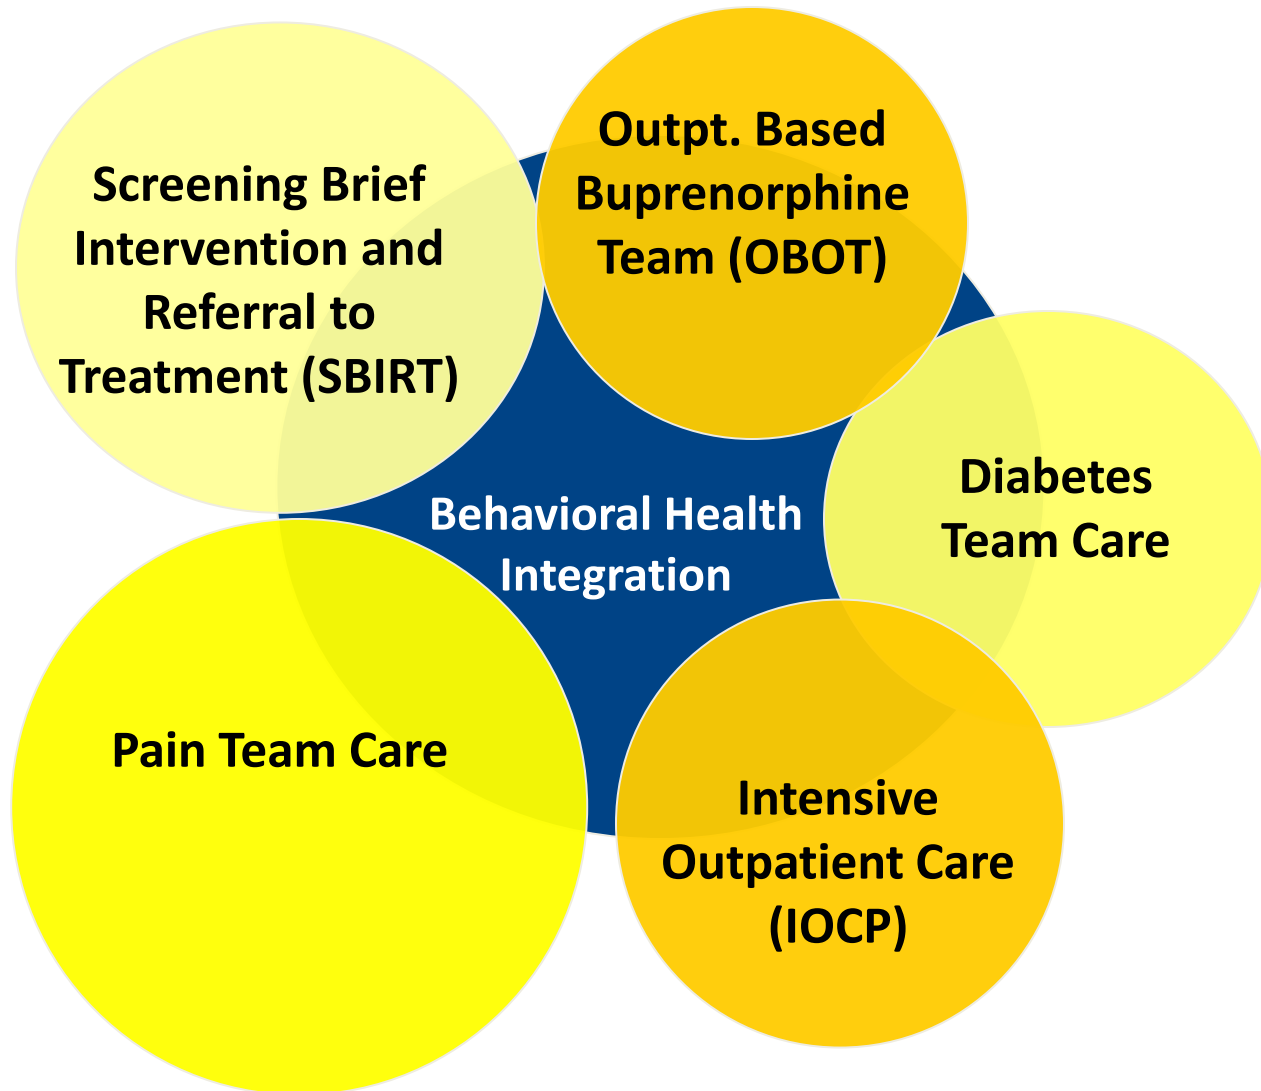 Screening Brief
Intervention and
Referral to
Treatment (SBIRT)
Outpt. Based
Buprenorphine
Team (OBOT)
Behavioral Health
Integration
Diabetes
Team Care
Pain Team Care
Intensive
Outpatient Care
(IOCP)